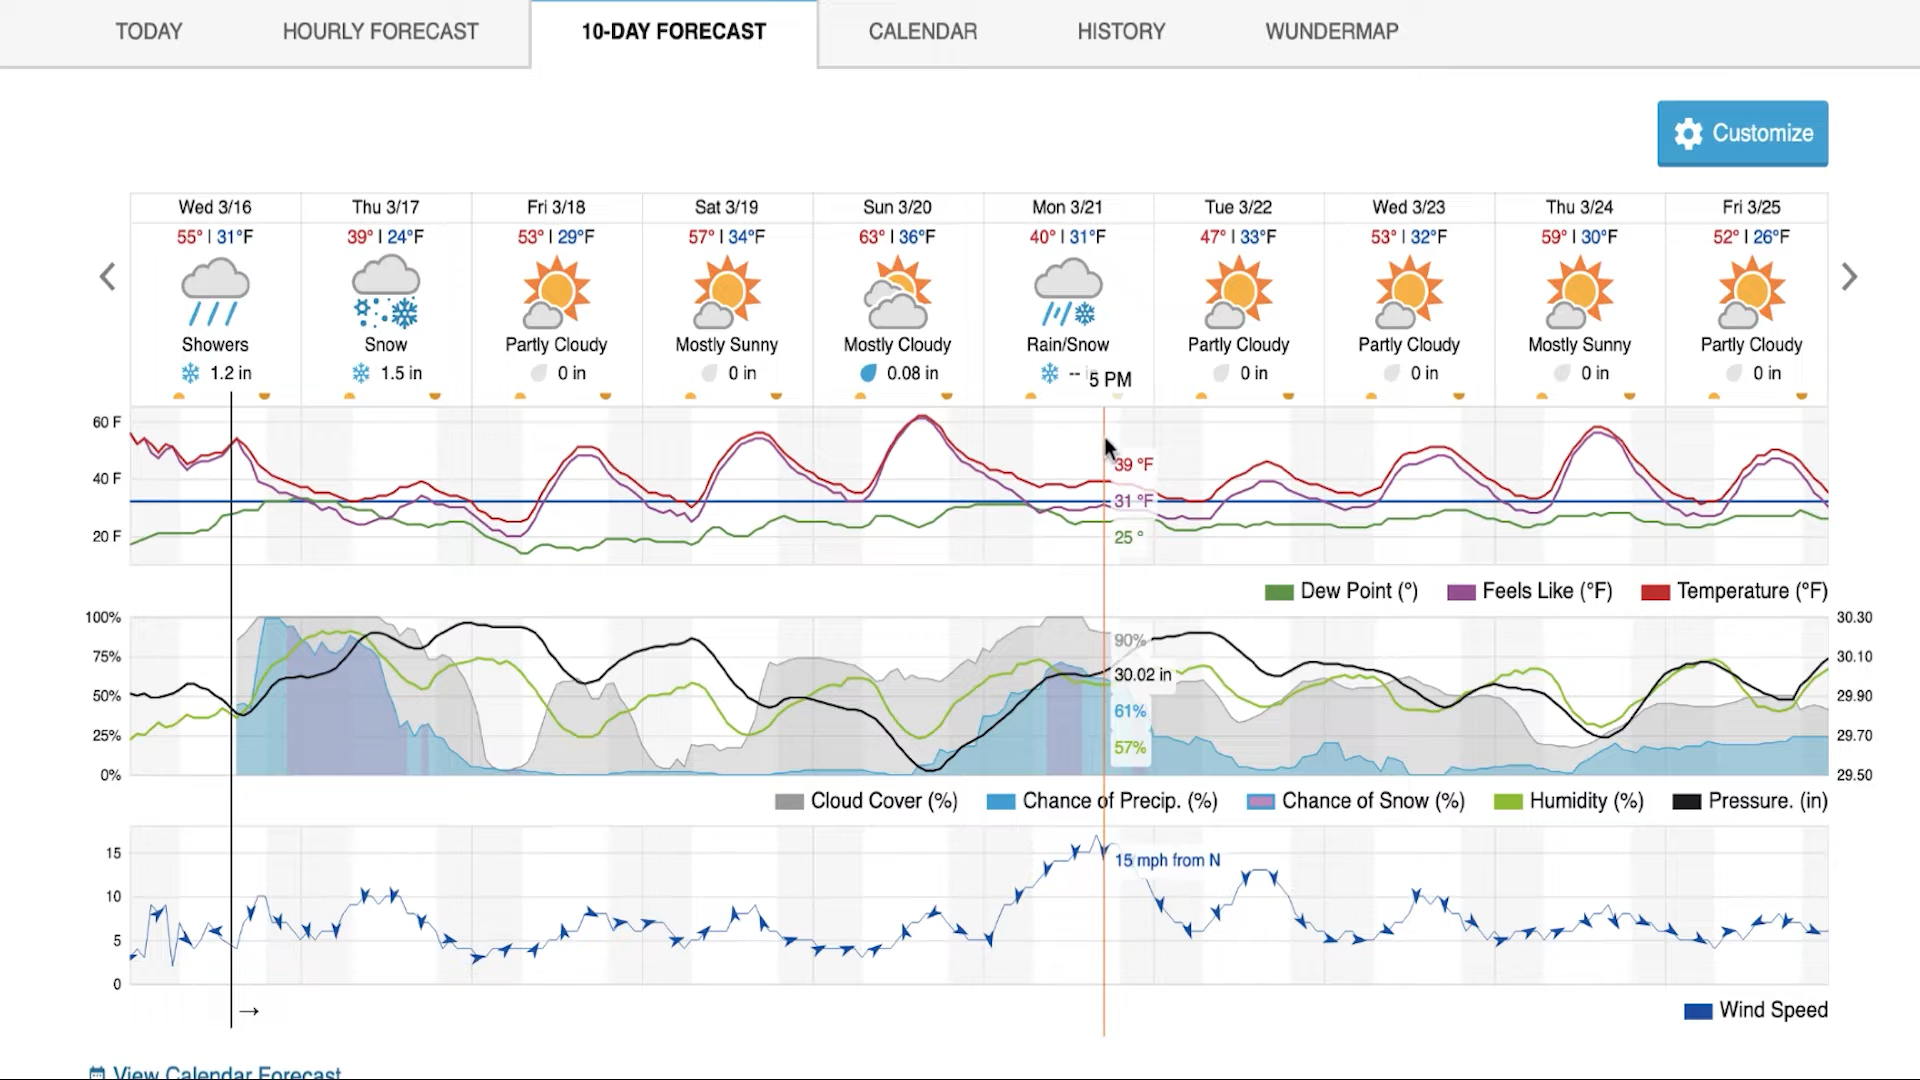 TODAY HOURLY FORECAST 10-DAY FORECAST CALENDAR HISTORY WUNDERMAP
Customize
Wed 3/16 Thu 3/17 Fri 3/18 Sat 3/19 Sun 3/20 Mon 3/21 Tue 3/22 Wed 3/23 Thu 3/24 Fri 3/25
55° | 31°F 39° | 24°F 53° | 29°F 57° | 34°F 63° | 36°F 40° | 31°F 47° | 33°F 53° | 32°F 59° | 30°F 52° | 26°F
Showers Snow Partly Cloudy Mostly Sunny Mostly Cloudy Rain/Snow Partly Cloudy Partly Cloudy Mostly Sunny Partly Cloudy
1.2 in 1.5 in 0 in 0 in 0.08 in -- 0 in 0 in 0 in 0 in
5 PM
60 F
39 °F
40 F
31 °F
20 F
25 °
Dew Point (°) Feels Like (°F) Temperature (°F)
100% 30.30
90%
75% 30.10
30.02 in
50% 29.90
61%
25% 29.70
57%
0% 29.50
Cloud Cover (%) Chance of Precip. (%) Chance of Snow (%) Humidity (%) Pressure. (in)
15
15 mph from N
10
5
0
→
Wind Speed
View Calendar Forecast